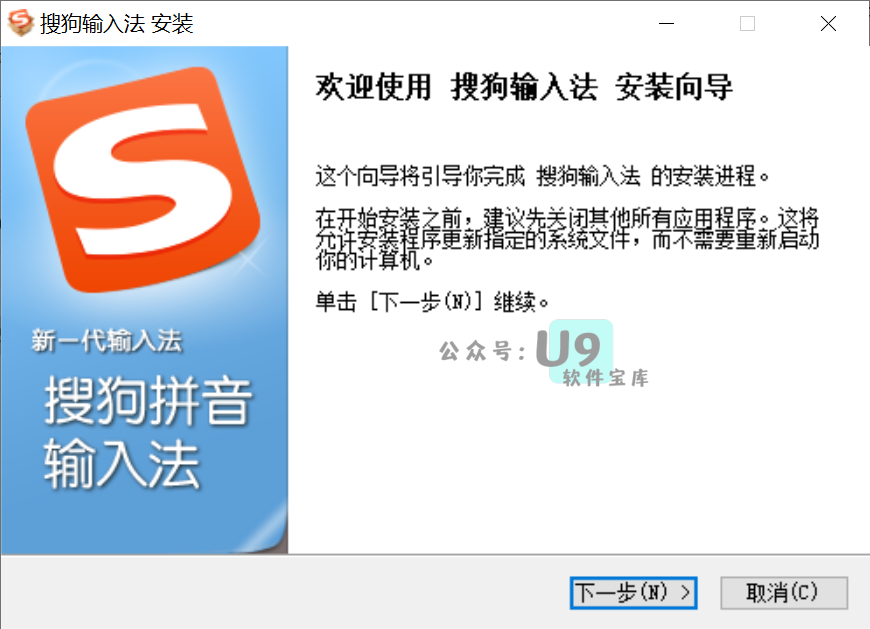 搜狗输入法 安装
新一代输入法
搜狗拼音
输入法
欢迎使用 搜狗输入法 安装向导
这个向导将引导你完成 搜狗输入法 的安装进程。
在开始安装之前，建议先关闭其他所有应用程序。这将
允许安装程序更新指定的系统文件，而不需要重新启动
你的计算机。
单击 [下一步(N)] 继续。
公众号：U9
软件宝库
下一步(N) >
取消(C)